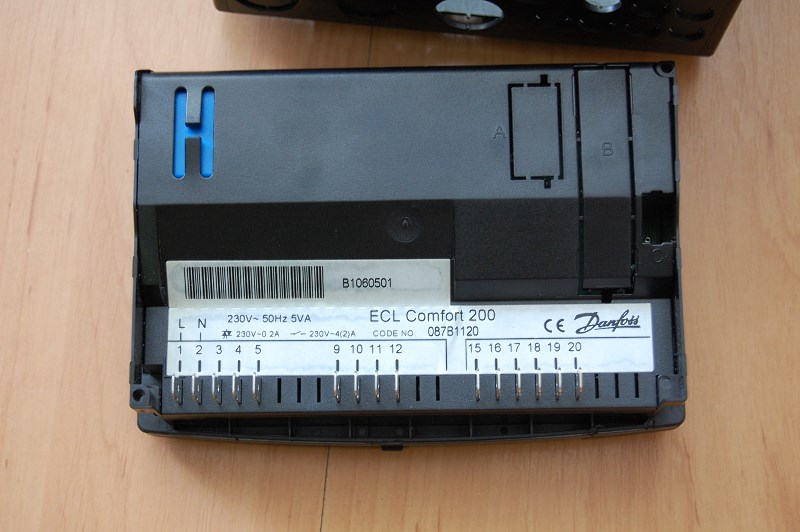 A
B
C
B1060501
230V~ 50Hz 5VA
ECL Comfort 200
L N
230V~0.2A
230V~4(2)A
CODE NO. 087B1120
CE Danfoss
1 2 3 4 5 9 10 11 12 15 16 17 18 19 20